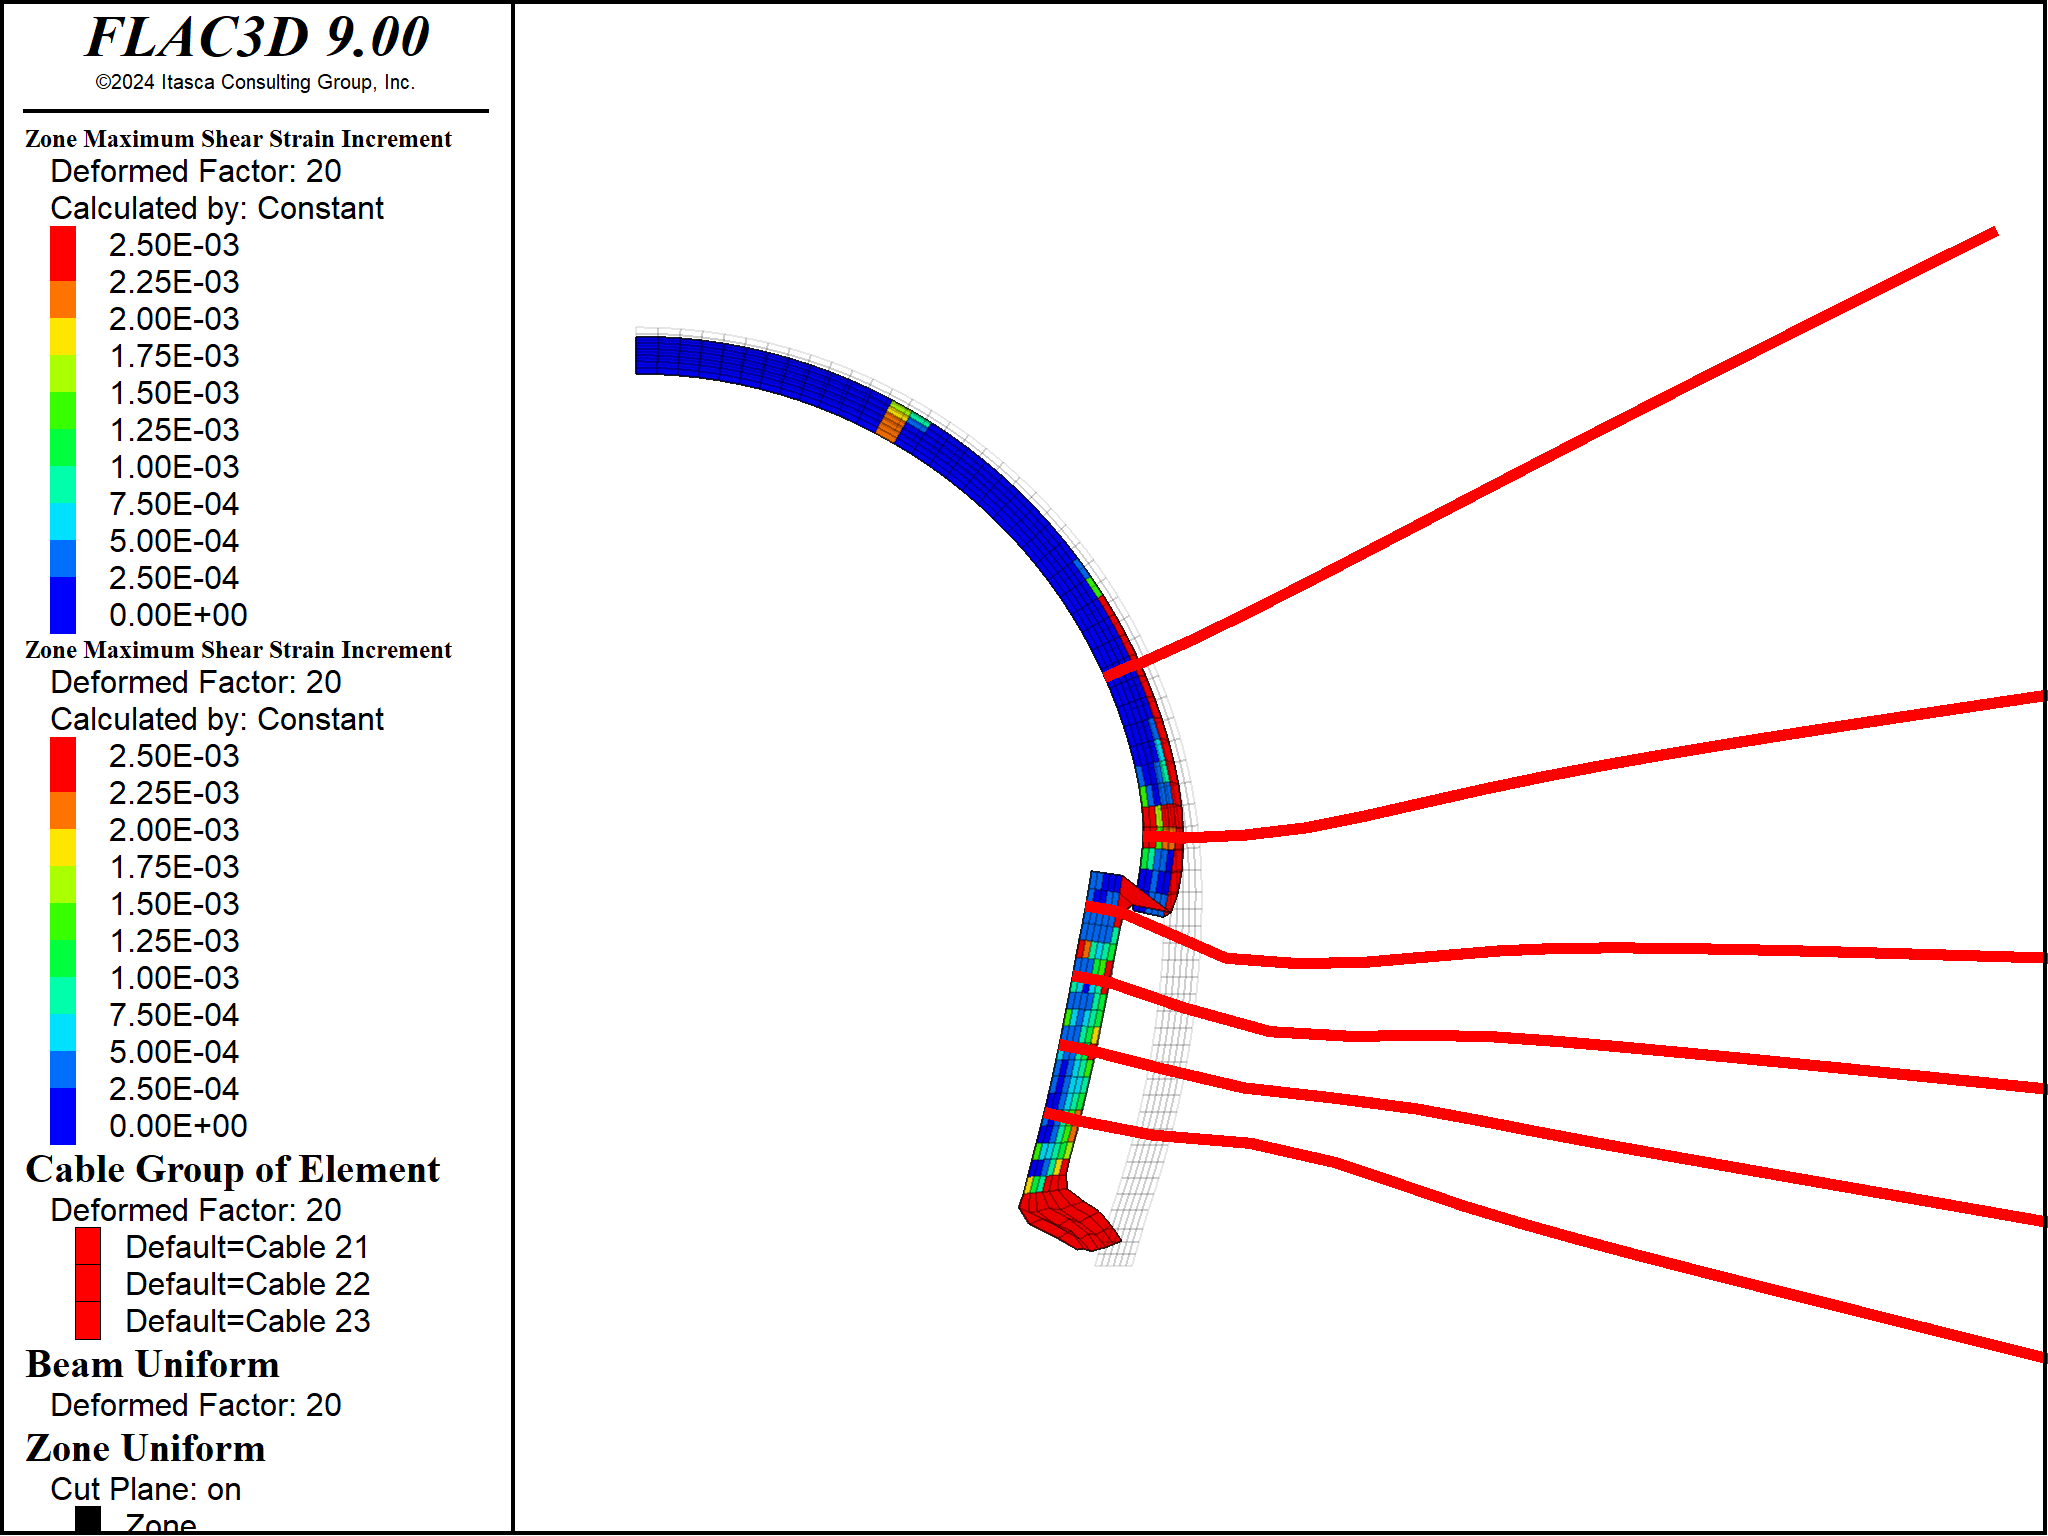 FLAC3D 9.00
©2024 Itasca Consulting Group, Inc.
Zone Maximum Shear Strain Increment
Deformed Factor: 20
Calculated by: Constant
2.50E-03
2.25E-03
2.00E-03
1.75E-03
1.50E-03
1.25E-03
1.00E-03
7.50E-04
5.00E-04
2.50E-04
0.00E+00
Zone Maximum Shear Strain Increment
Deformed Factor: 20
Calculated by: Constant
2.50E-03
2.25E-03
2.00E-03
1.75E-03
1.50E-03
1.25E-03
1.00E-03
7.50E-04
5.00E-04
2.50E-04
0.00E+00
Cable Group of Element
Deformed Factor: 20
Default=Cable 21
Default=Cable 22
Default=Cable 23
Beam Uniform
Deformed Factor: 20
Zone Uniform
Cut Plane: on
Zone